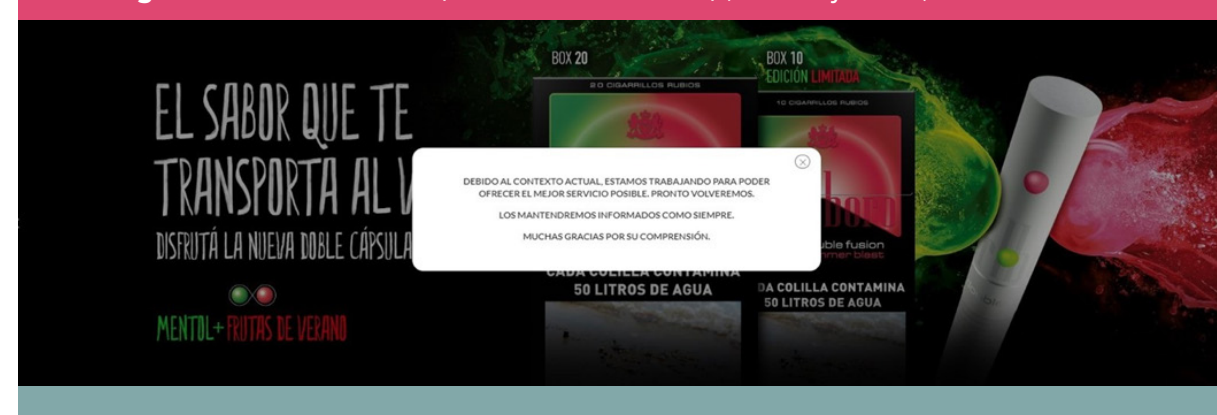 EL SABOR QUE TE
TRANSPORTA AL
DISFRUTÁ LA NUEVA DOBLE CÁPSULA
MENTOL+FRUTAS DE VERANO
BOX 20
20 CIGARRILLOS RUBIOS
BOX 10
EDICIÓN LIMITADA
10 CIGARRILLOS RUBIOS
DEBIDO AL CONTEXTO ACTUAL, ESTAMOS TRABAJANDO PARA PODER
OFRECER EL MEJOR SERVICIO POSIBLE. PRONTO VOLVEREMOS.
LOS MANTENDREMOS INFORMADOS COMO SIEMPRE.
MUCHAS GRACIAS POR SU COMPRENSIÓN.
fusion
blast
CADA COLILLA CONTAMINA
50 LITROS DE AGUA
COLILLA CONTAMINA
50 LITROS DE AGUA